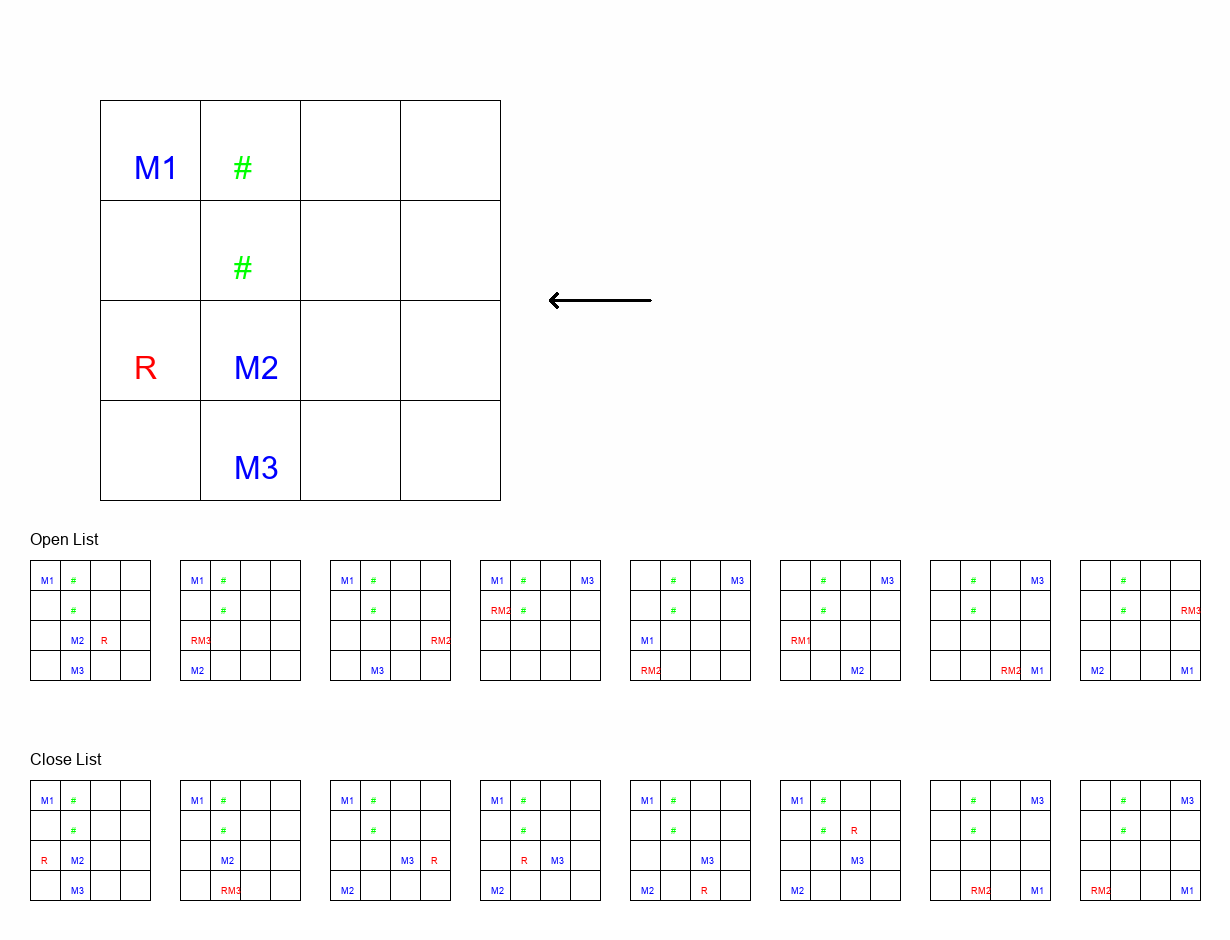 M1 #
#
R M2
M3
Open List
M1 # M1 # M1 # M1 # M3 # M3 # M3 # M3 #
# # # RM2 # # # # # RM3
M2 R RM3 RM2 M1 RM1
M3 M2 M3 RM2 M2 RM2 M1 M2 M1
Close List
M1 # M1 # M1 # M1 # M1 # M1 # # M3 # M3
# # # # # # R # #
R M2 M2 M3 R R M3 M3 M3
M3 RM3 M2 M2 M2 R M2 RM2 M1 RM2 M1